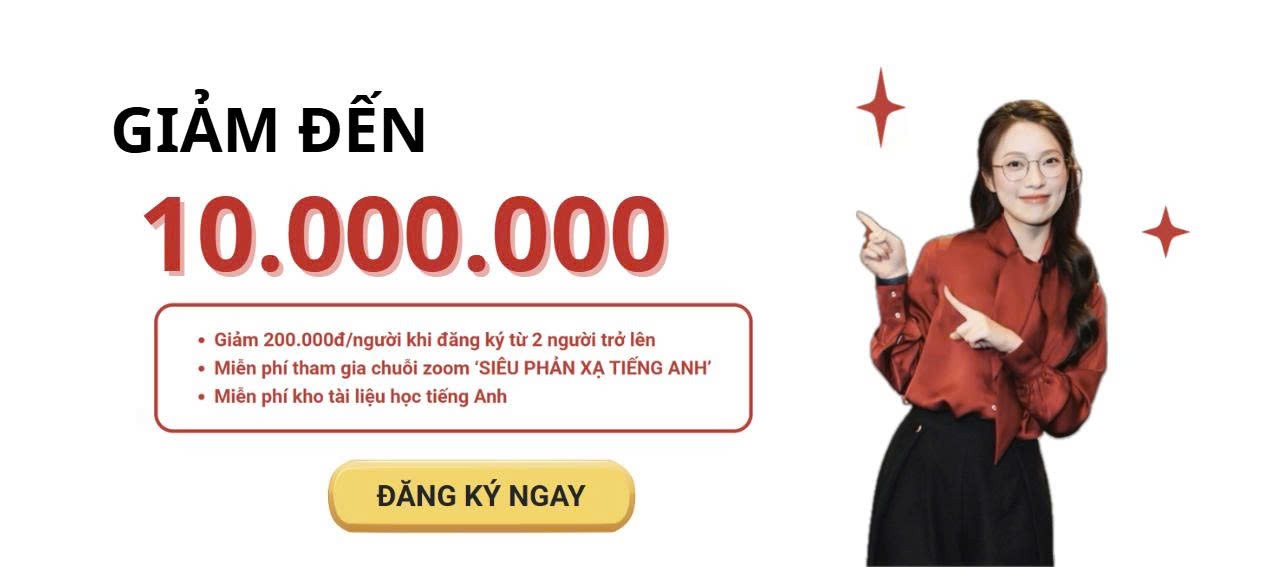 GIẢM ĐẾN
10.000.000
• Giảm 200.000đ/người khi đăng ký từ 2 người trở lên
• Miễn phí tham gia chuỗi zoom ‘SIÊU PHẢN XẠ TIẾNG ANH’
• Miễn phí kho tài liệu học tiếng Anh
ĐĂNG KÝ NGAY